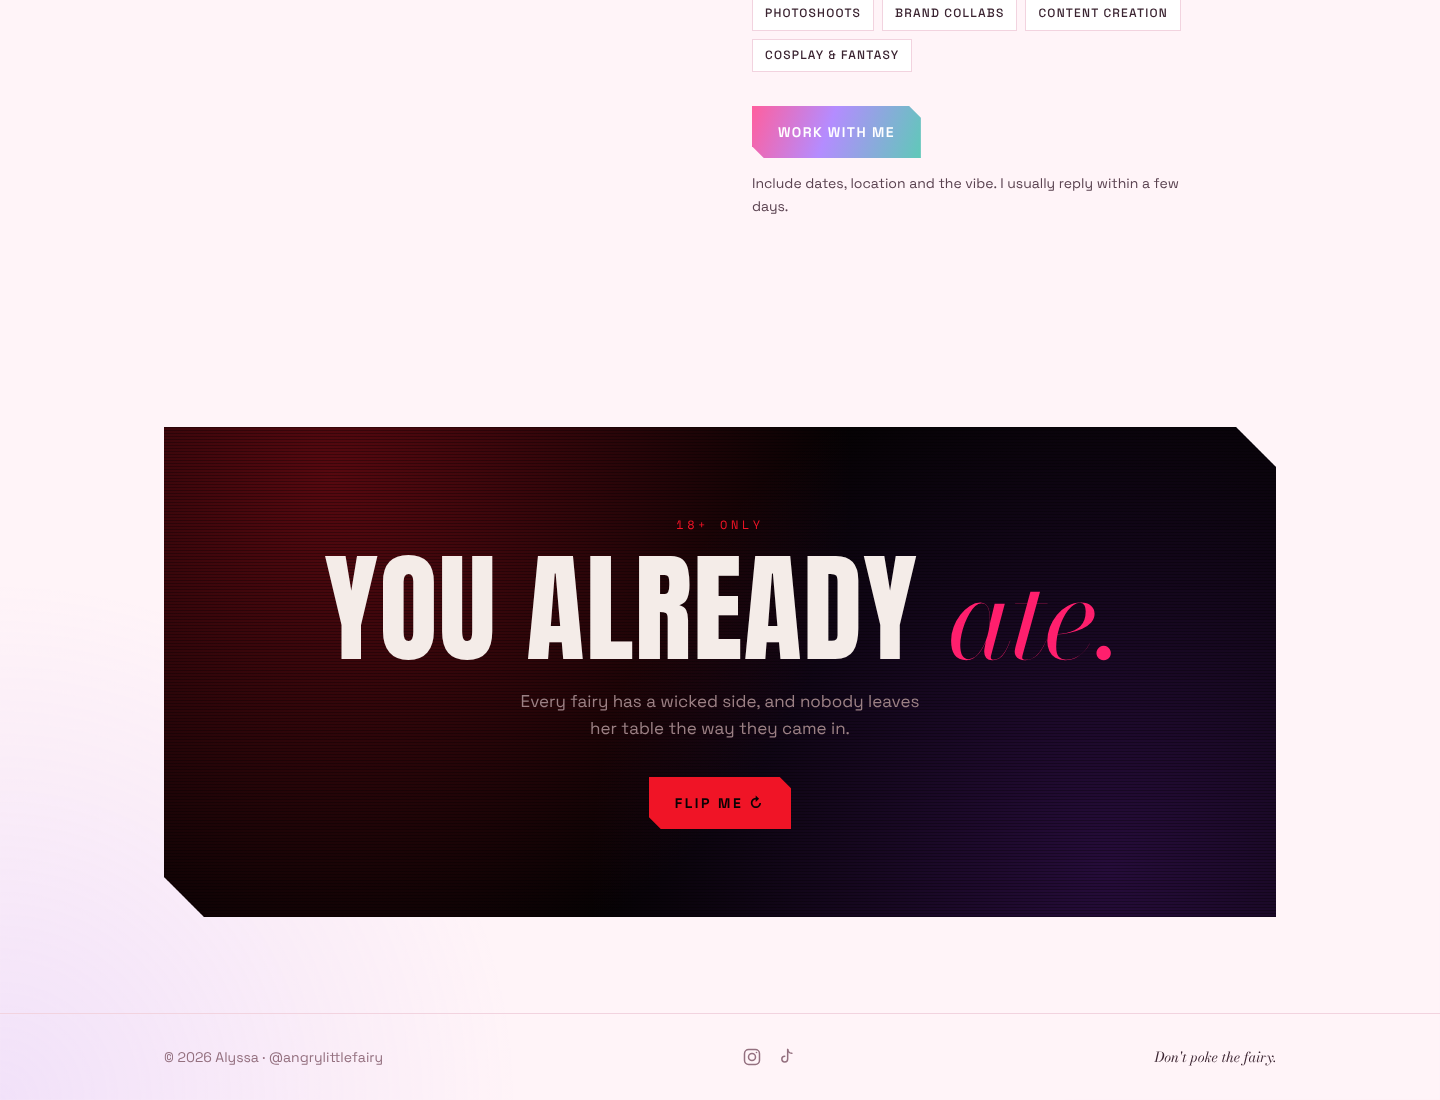 PHOTOSHOOTS BRAND COLLABS CONTENT CREATION
COSPLAY & FANTASY
WORK WITH ME
Include dates, location and the vibe. I usually reply within a few
days.
18+ ONLY
YOU ALREADY ate.
Every fairy has a wicked side, and nobody leaves
her table the way they came in.
FLIP ME ↻
© 2026 Alyssa · @angrylittlefairy
Don't poke the fairy.